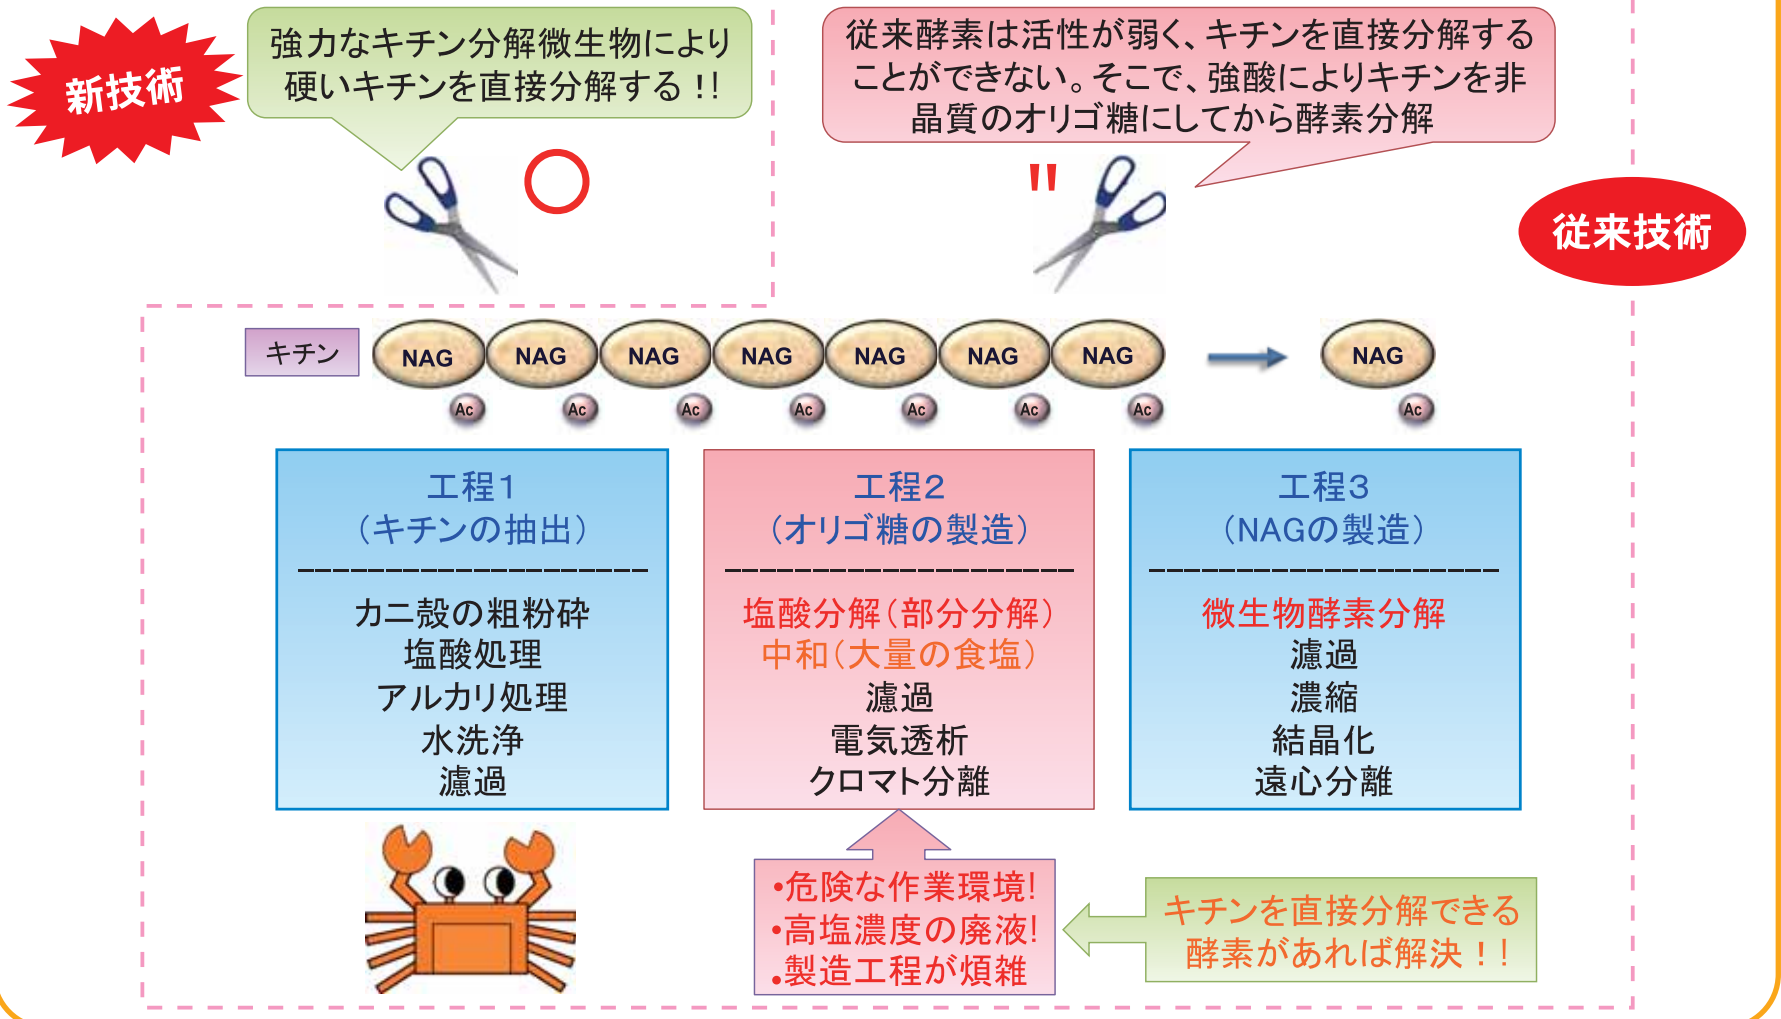 新技術
強力なキチン分解微生物により
硬いキチンを直接分解する！！
従来酵素は活性が弱く、キチンを直接分解する
ことができない。そこで、強酸によりキチンを非
晶質のオリゴ糖にしてから酵素分解
"
従来技術
キチン
NAG NAG NAG NAG NAG NAG NAG NAG
Ac Ac Ac Ac Ac Ac Ac Ac
工程１
（キチンの抽出）
カニ殻の粗粉砕
塩酸処理
アルカリ処理
水洗浄
濾過
工程２
（オリゴ糖の製造）
塩酸分解（部分分解）
中和（大量の食塩）
濾過
電気透析
クロマト分離
工程３
（NAGの製造）
微生物酵素分解
濾過
濃縮
結晶化
遠心分離
•危険な作業環境!
•高塩濃度の廃液!
•製造工程が煩雑
キチンを直接分解できる
酵素があれば解決！！